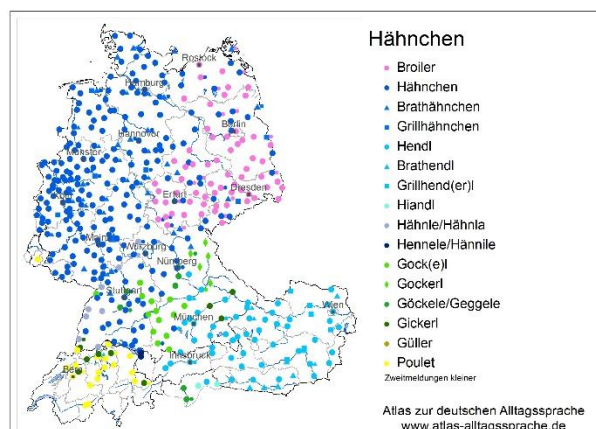 Hähnchen
Broiler
Hähnchen
Brathähnchen
Grillhähnchen
Hendl
Brathendl
Grillhend(er)l
Hiandl
Hähnle/Hähnla
Hennele/Hännile
Gock(e)l
Gockerl
Göckele/Geggele
Gickerl
Güller
Poulet
Zweitmeldungen kleiner
Atlas zur deutschen Alltagssprache
www.atlas-alltagssprache.de
Rostock
Hamburg
Berlin
Hannover
Münster
Erfurt
Dresden
Mainz
Würzburg
Nürnberg
Stuttgart
München
Wien
Innsbruck
Bern